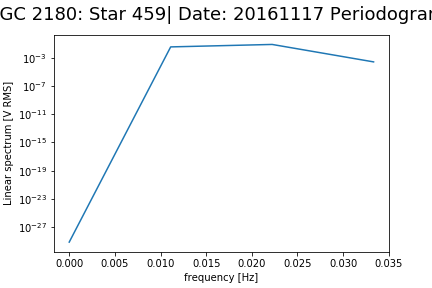 GC 2180: Star 459| Date: 20161117 Periodogra
10⁻³
10⁻⁷
10⁻¹¹
10⁻¹⁵
10⁻¹⁹
10⁻²³
10⁻²⁷
Linear spectrum [V RMS]
0.000 0.005 0.010 0.015 0.020 0.025 0.030 0.035
frequency [Hz]